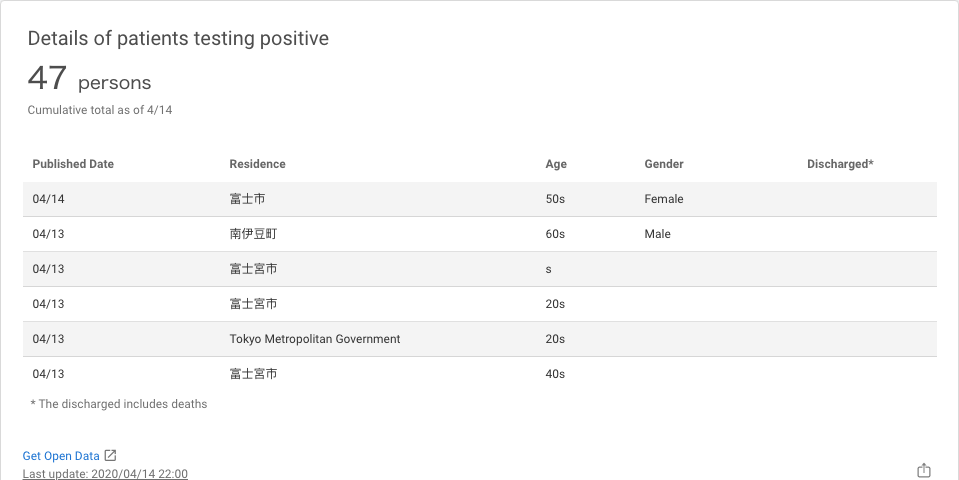 Details of patients testing positive
47 persons
Cumulative total as of 4/14
Published Date Residence Age Gender Discharged*
04/14 富士市 50s Female
04/13 南伊豆町 60s Male
04/13 富士宮市 s
04/13 富士宮市 20s
04/13 Tokyo Metropolitan Government 20s
04/13 富士宮市 40s
* The discharged includes deaths
Get Open Data
Last update: 2020/04/14 22:00